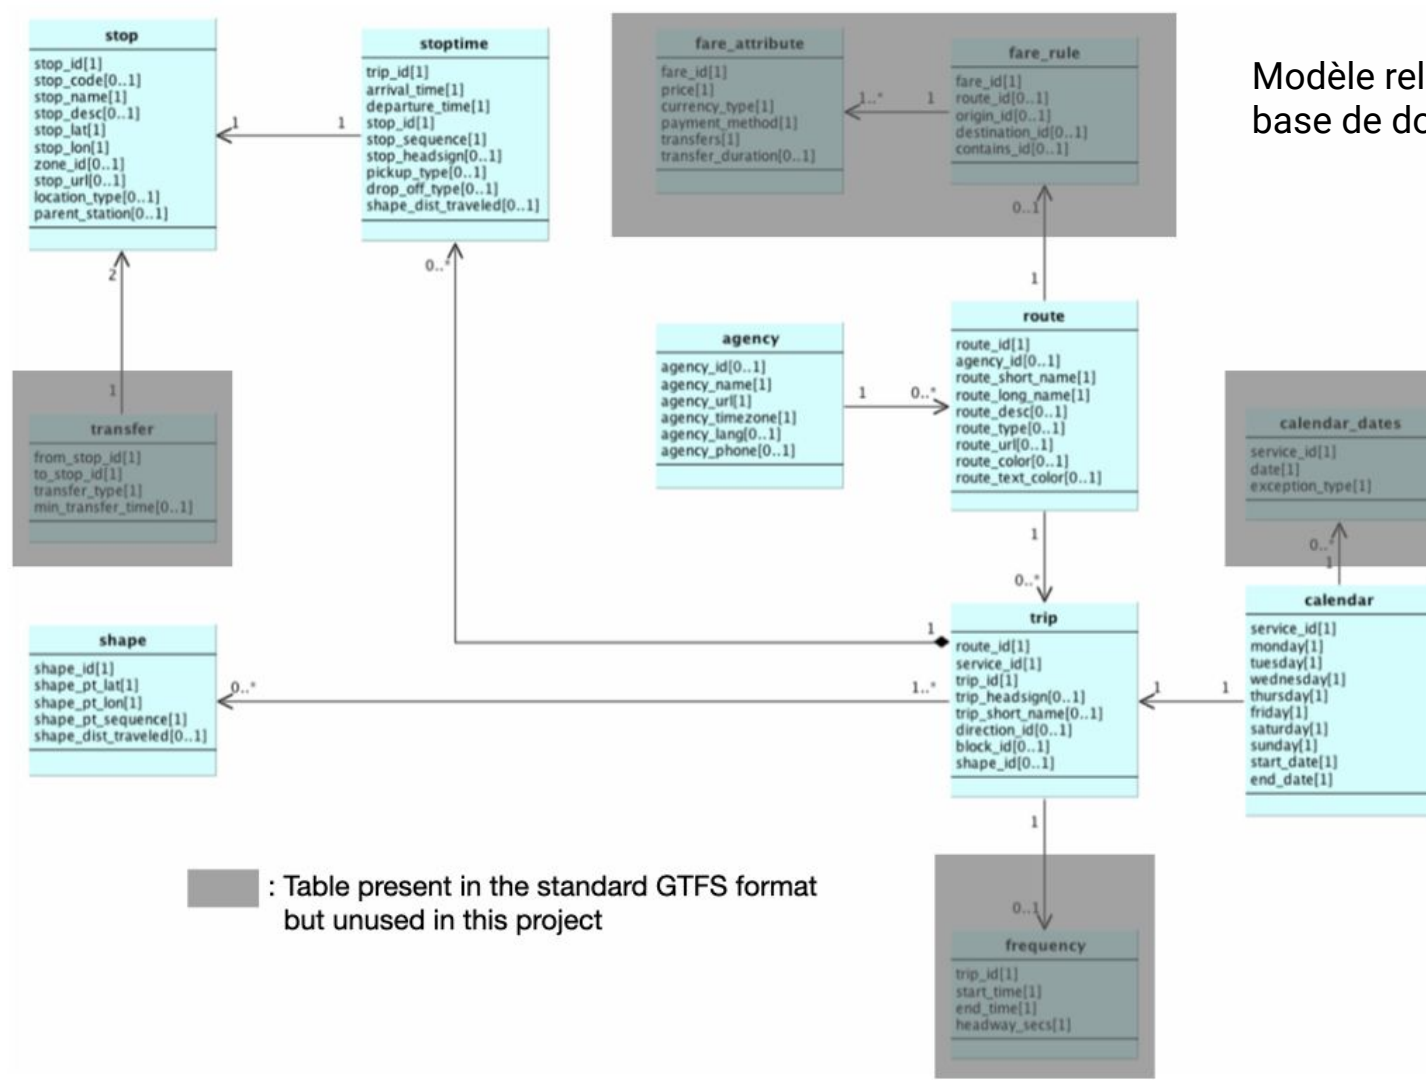 stop
stop_id[1]
stop_code[0..1]
stop_name[1]
stop_desc[0..1]
stop_lat[1]
stop_lon[1]
zone_id[0..1]
stop_url[0..1]
location_type[0..1]
parent_station[0..1]
1
1
stoptime
trip_id[1]
arrival_time[1]
departure_time[1]
stop_id[1]
stop_sequence[1]
stop_headsign[0..1]
pickup_type[0..1]
drop_off_type[0..1]
shape_dist_traveled[0..1]
fare_attribute
fare_id[1]
price[1]
currency_type[1]
payment_method[1]
transfers[1]
transfer_duration[0..1]
1..*
1
fare_rule
fare_id[1]
route_id[0..1]
origin_id[0..1]
destination_id[0..1]
contains_id[0..1]
Modèle rel
base de do
2
1
0..*
0..1
1
transfer
from_stop_id[1]
to_stop_id[1]
transfer_type[1]
min_transfer_time[0..1]
agency
agency_id[0..1]
agency_name[1]
agency_url[1]
agency_timezone[1]
agency_lang[0..1]
agency_phone[0..1]
1
0..*
route
route_id[1]
agency_id[0..1]
route_short_name[1]
route_long_name[1]
route_desc[0..1]
route_type[0..1]
route_url[0..1]
route_color[0..1]
route_text_color[0..1]
calendar_dates
service_id[1]
date[1]
exception_type[1]
0..*
1
1
0..*
shape
shape_id[1]
shape_pt_lat[1]
shape_pt_lon[1]
shape_pt_sequence[1]
shape_dist_traveled[0..1]
0..*
1
1..*
trip
route_id[1]
service_id[1]
trip_id[1]
trip_headsign[0..1]
trip_short_name[0..1]
direction_id[0..1]
block_id[0..1]
shape_id[0..1]
1
1
calendar
service_id[1]
monday[1]
tuesday[1]
wednesday[1]
thursday[1]
friday[1]
saturday[1]
sunday[1]
start_date[1]
end_date[1]
: Table present in the standard GTFS format
but unused in this project
1
0..1
frequency
trip_id[1]
start_time[1]
end_time[1]
headway_secs[1]